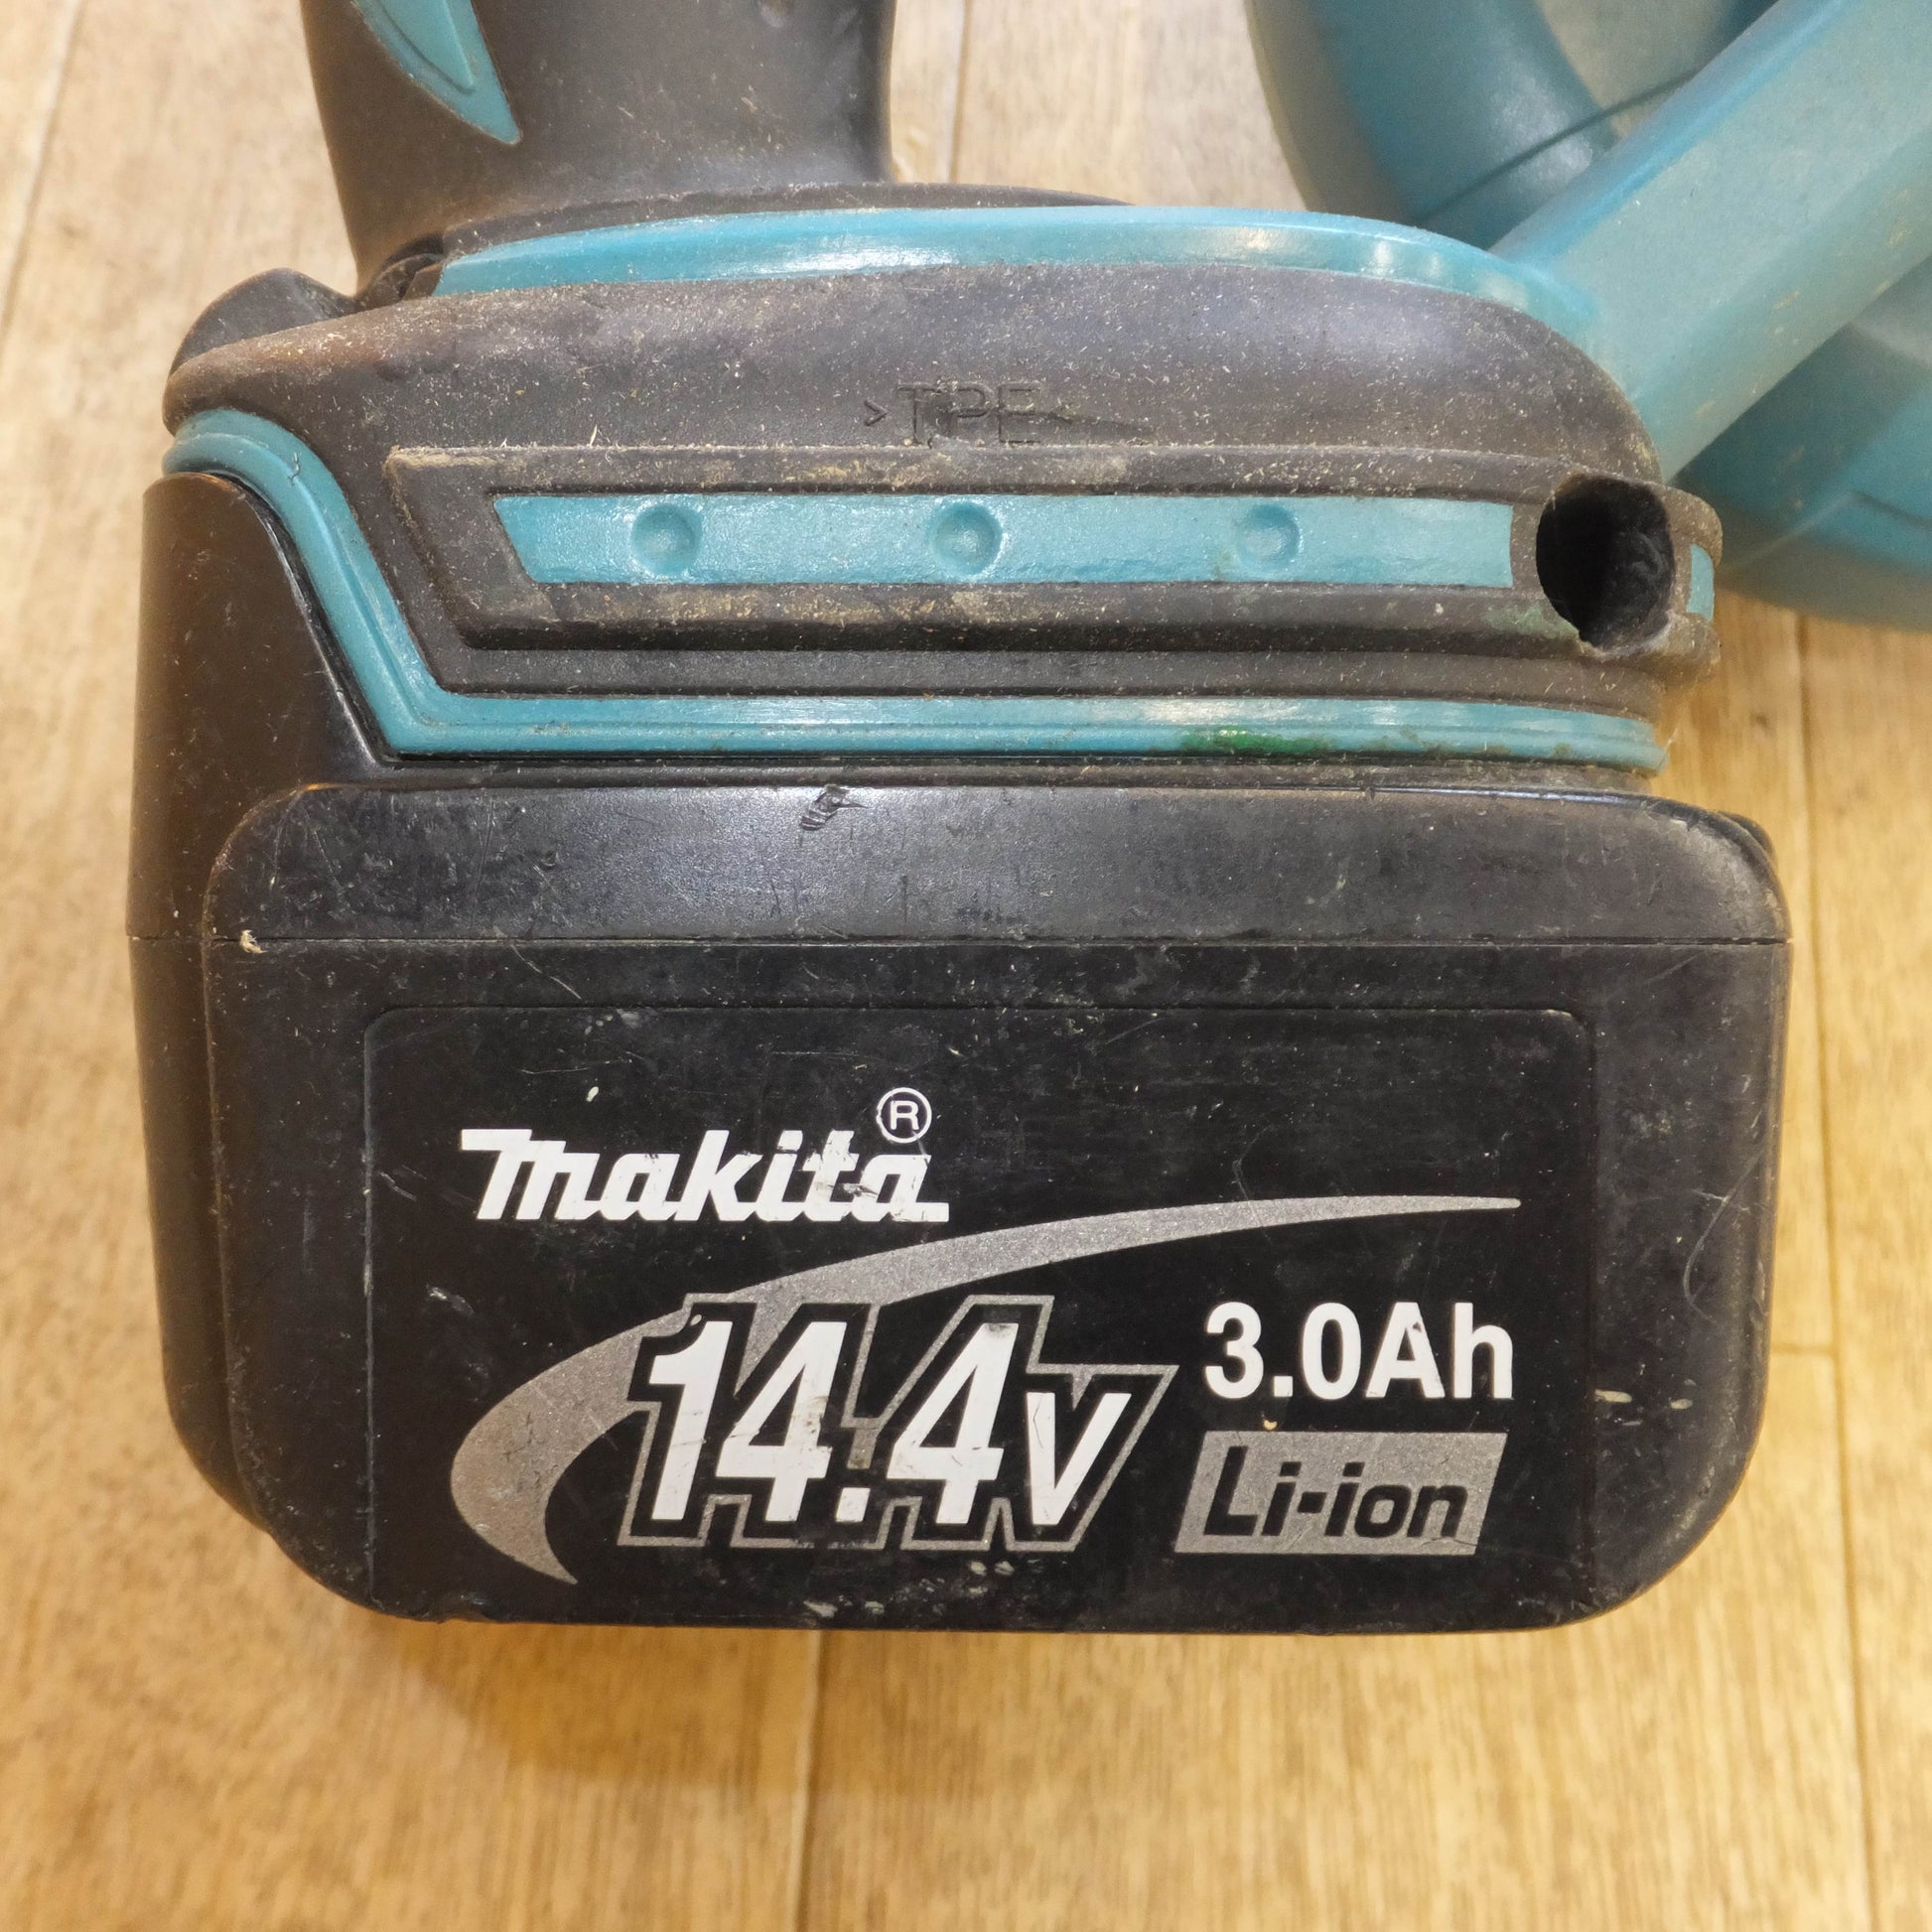 >TPE<
makita®
14.4V
3.0Ah
Li-ion